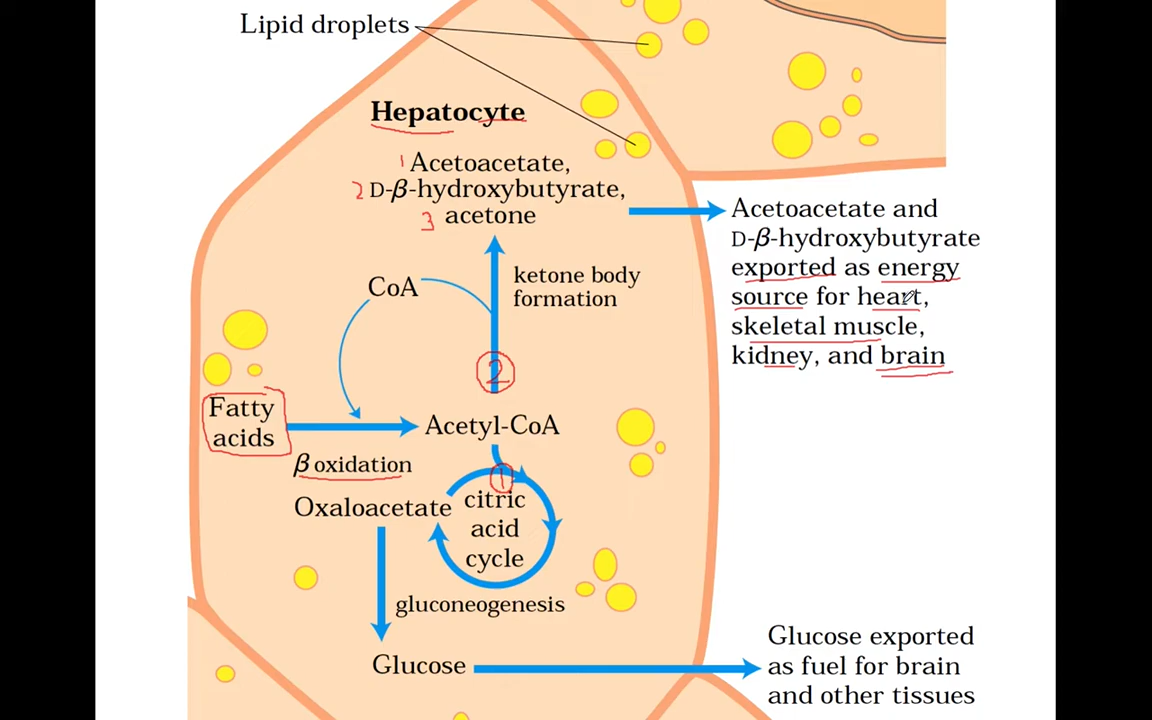 Lipid droplets
Hepatocyte
1 Acetoacetate,
2 D-β-hydroxybutyrate,
3 acetone
Acetoacetate and
D-β-hydroxybutyrate
exported as energy
source for heart,
skeletal muscle,
kidney, and brain
CoA
ketone body
formation
2
Fatty
acids
Acetyl-CoA
β oxidation
1
Oxaloacetate
citric
acid
cycle
gluconeogenesis
Glucose
Glucose exported
as fuel for brain
and other tissues